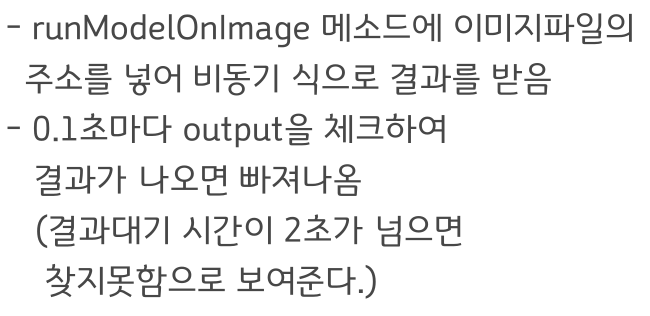 - runModelOnImage 메소드에 이미지파일의
주소를 넣어 비동기 식으로 결과를 받음
- 0.1초마다 output을 체크하여
결과가 나오면 빠져나옴
(결과대기 시간이 2초가 넘으면
찾지못함으로 보여준다.)